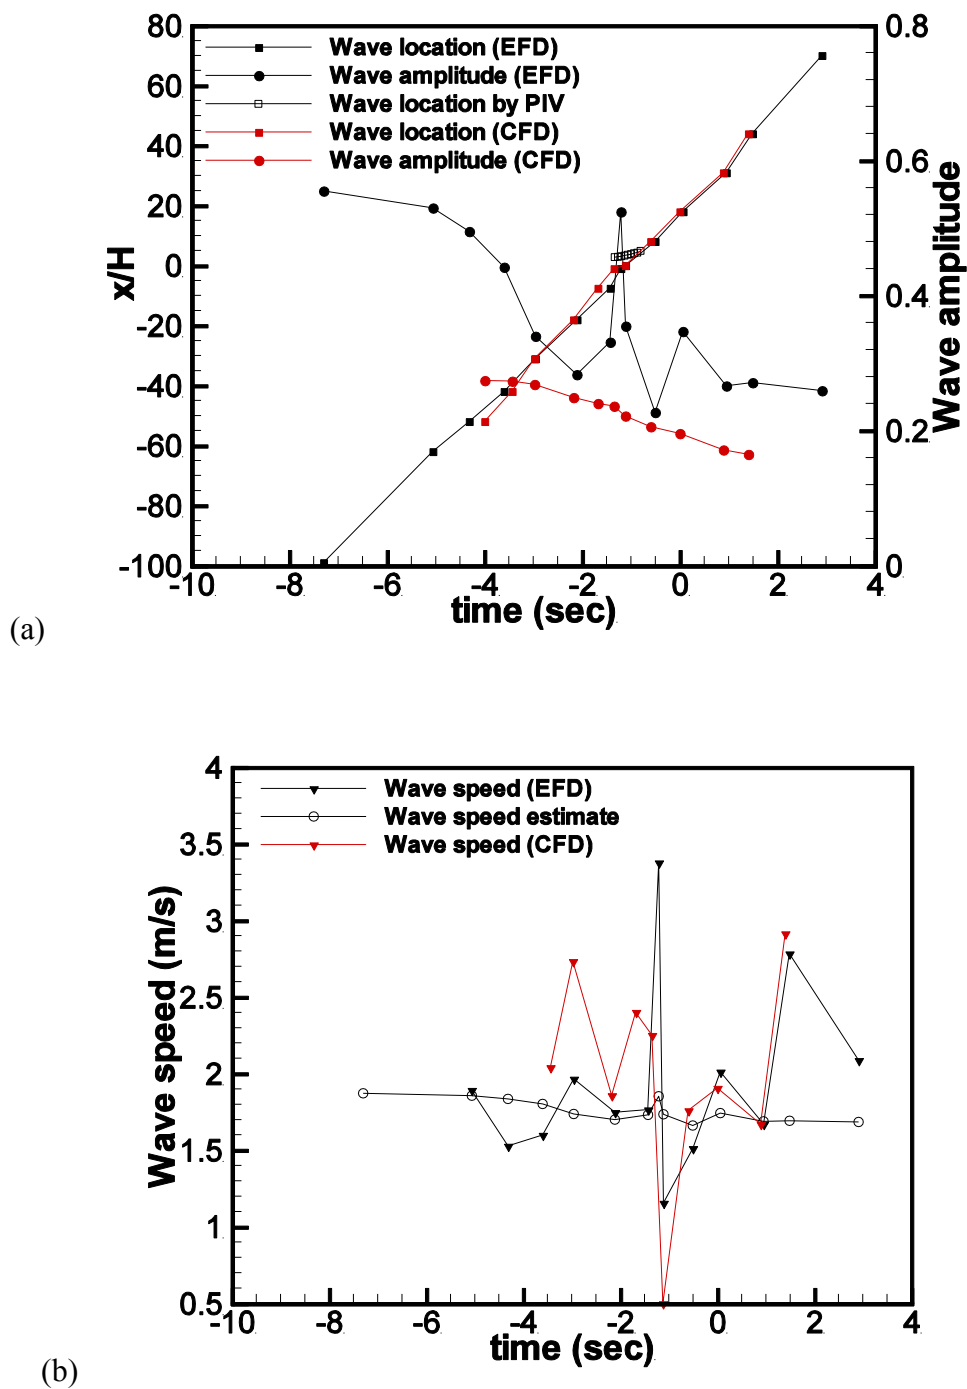 80
60
40
20
0
-20
-40
-60
-80
-100
x/H
Wave location (EFD)
Wave amplitude (EFD)
Wave location by PIV
Wave location (CFD)
Wave amplitude (CFD)
0.8
0.6
0.4
0.2
0
Wave amplitude
-10 -8 -6 -4 -2 0 2 4
time (sec)
(a)
4
3.5
3
2.5
2
1.5
1
0.5
Wave speed (m/s)
Wave speed (EFD)
Wave speed estimate
Wave speed (CFD)
-10 -8 -6 -4 -2 0 2 4
time (sec)
(b)